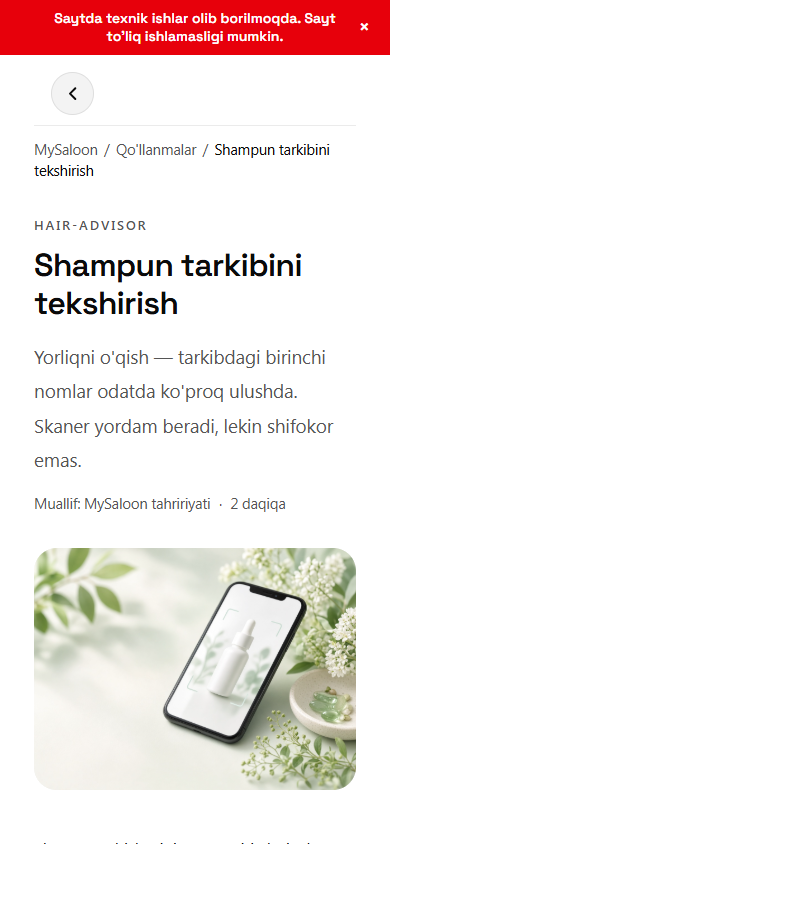 Saytda texnik ishlar olib borilmoqda. Sayt
to'liq ishlamasligi mumkin.
×
MySaloon / Qo'llanmalar / Shampun tarkibini
tekshirish
HAIR-ADVISOR
Shampun tarkibini
tekshirish
Yorliqni o'qish — tarkibdagi birinchi
nomlar odatda ko'proq ulushda.
Skaner yordam beradi, lekin shifokor
emas.
Muallif: MySaloon tahririyati · 2 daqiqa